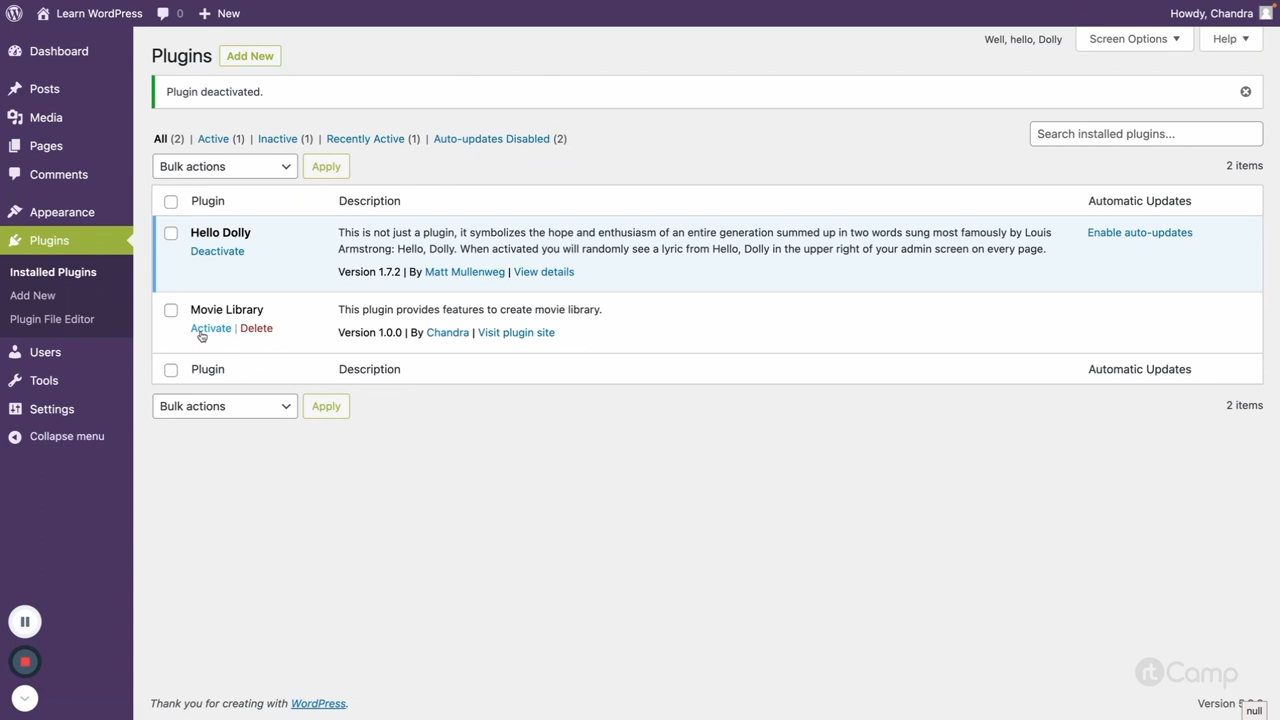 Learn WordPress 0 New Howdy, Chandra
Dashboard
Posts
Media
Pages
Comments
Appearance
Plugins
Installed Plugins
Add New
Plugin File Editor
Users
Tools
Settings
Collapse menu
Well, hello, Dolly Screen Options Help
Plugins Add New
Plugin deactivated.
All (2) | Active (1) | Inactive (1) | Recently Active (1) | Auto-updates Disabled (2)
Search installed plugins...
Bulk actions Apply 2 items
Plugin Description Automatic Updates
Hello Dolly
Deactivate
This is not just a plugin, it symbolizes the hope and enthusiasm of an entire generation summed up in two words sung most famously by Louis
Armstrong: Hello, Dolly. When activated you will randomly see a lyric from Hello, Dolly in the upper right of your admin screen on every page.
Version 1.7.2 | By Matt Mullenweg | View details
Enable auto-updates
Movie Library
Activate | Delete
This plugin provides features to create movie library.
Version 1.0.0 | By Chandra | Visit plugin site
Plugin Description Automatic Updates
Bulk actions Apply 2 items
rtCamp
Thank you for creating with WordPress.
Version
null